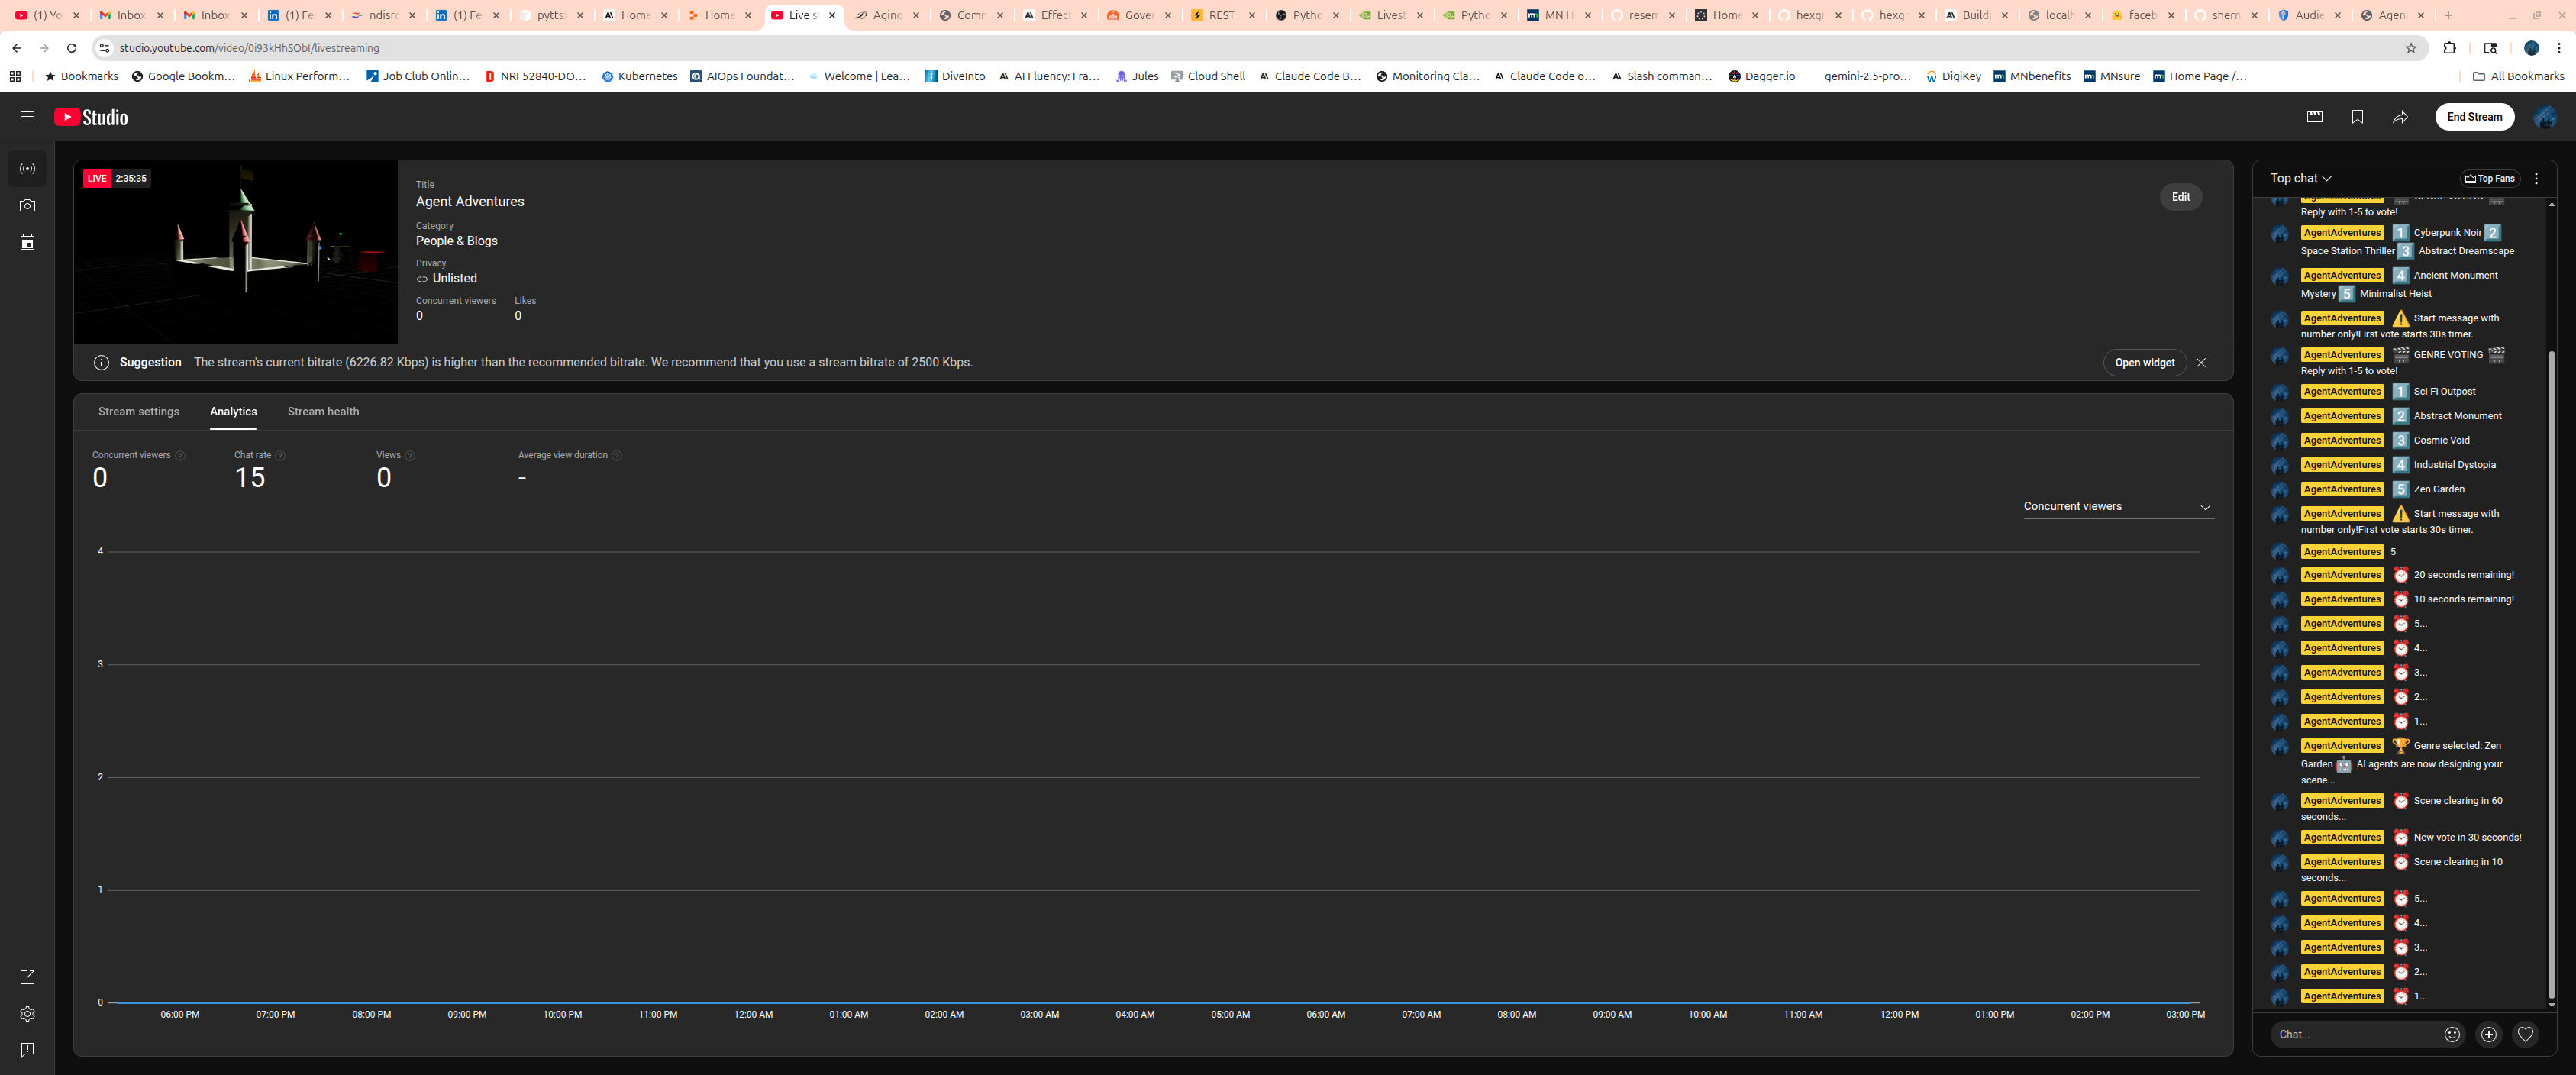 (1) Yo
Inbox
Inbox
(1) Fe
ndisro
(1) Fe
pytts
Home
Home
Live s
Aging
Comm
Effect
Gover
REST
Pytho
Livest
Pytho
MN H
resem
Home
hexgr
hexgr
Buildi
localh
faceb
sherm
Audie
Agen
studio.youtube.com/video/0i93kHhSObI/livestreaming
Bookmarks
Google Bookm...
Linux Perform...
Job Club Onlin...
NRF52840-DO...
Kubernetes
AIOps Foundat...
Welcome | Lea...
DiveInto
AI Fluency: Fra...
Jules
Cloud Shell
Claude Code B...
Monitoring Cla...
Claude Code o...
Slash comman...
Dagger.io
gemini-2.5-pro...
DigiKey
MNbenefits
MNsure
Home Page /...
All Bookmarks
Studio
End Stream
LIVE 2:35:35
Title
Agent Adventures
Category
People & Blogs
Privacy
Unlisted
Concurrent viewers Likes
0 0
Edit
Suggestion The stream's current bitrate (6226.82 Kbps) is higher than the recommended bitrate. We recommend that you use a stream bitrate of 2500 Kbps.
Open widget
Stream settings Analytics Stream health
Concurrent viewers Chat rate Views Average view duration
0 15 0 -
Concurrent viewers
4
3
2
1
0
06:00 PM 07:00 PM 08:00 PM 09:00 PM 10:00 PM 11:00 PM 12:00 AM 01:00 AM 02:00 AM 03:00 AM 04:00 AM 05:00 AM 06:00 AM 07:00 AM 08:00 AM 09:00 AM 10:00 AM 11:00 AM 12:00 PM 01:00 PM 02:00 PM 03:00 PM
Top chat
Top Fans
AgentAdventures 🎬 GENRE VOTING 🎬
Reply with 1-5 to vote!
AgentAdventures 1️⃣ Cyberpunk Noir 2️⃣
Space Station Thriller 3️⃣ Abstract Dreamscape
AgentAdventures 4️⃣ Ancient Monument
Mystery 5️⃣ Minimalist Heist
AgentAdventures ⚠️ Start message with
number only!First vote starts 30s timer.
AgentAdventures 🎬 GENRE VOTING 🎬
Reply with 1-5 to vote!
AgentAdventures 1️⃣ Sci-Fi Outpost
AgentAdventures 2️⃣ Abstract Monument
AgentAdventures 3️⃣ Cosmic Void
AgentAdventures 4️⃣ Industrial Dystopia
AgentAdventures 5️⃣ Zen Garden
AgentAdventures ⚠️ Start message with
number only!First vote starts 30s timer.
AgentAdventures 5
AgentAdventures ⏰ 20 seconds remaining!
AgentAdventures ⏰ 10 seconds remaining!
AgentAdventures ⏰ 5...
AgentAdventures ⏰ 4...
AgentAdventures ⏰ 3...
AgentAdventures ⏰ 2...
AgentAdventures ⏰ 1...
AgentAdventures 🏆 Genre selected: Zen
Garden 🤖 AI agents are now designing your
scene...
AgentAdventures ⏰ Scene clearing in 60
seconds...
AgentAdventures ⏰ New vote in 30 seconds!
AgentAdventures ⏰ Scene clearing in 10
seconds...
AgentAdventures ⏰ 5...
AgentAdventures ⏰ 4...
AgentAdventures ⏰ 3...
AgentAdventures ⏰ 2...
AgentAdventures ⏰ 1...
Chat...